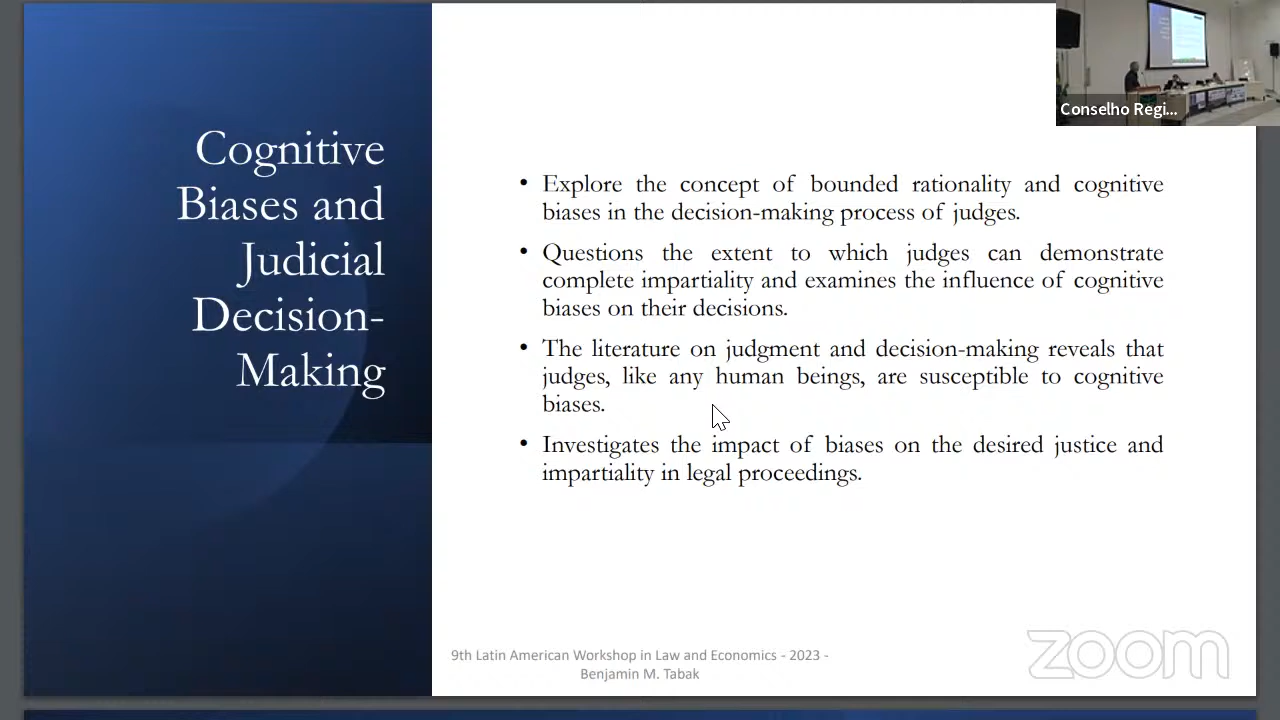 Cognitive
Biases and
Judicial
Decision-
Making
Conselho Regi...
• Explore the concept of bounded rationality and cognitive
biases in the decision-making process of judges.
• Questions the extent to which judges can demonstrate
complete impartiality and examines the influence of cognitive
biases on their decisions.
• The literature on judgment and decision-making reveals that
judges, like any human beings, are susceptible to cognitive
biases.
• Investigates the impact of biases on the desired justice and
impartiality in legal proceedings.
9th Latin American Workshop in Law and Economics - 2023 -
Benjamin M. Tabak
zoom